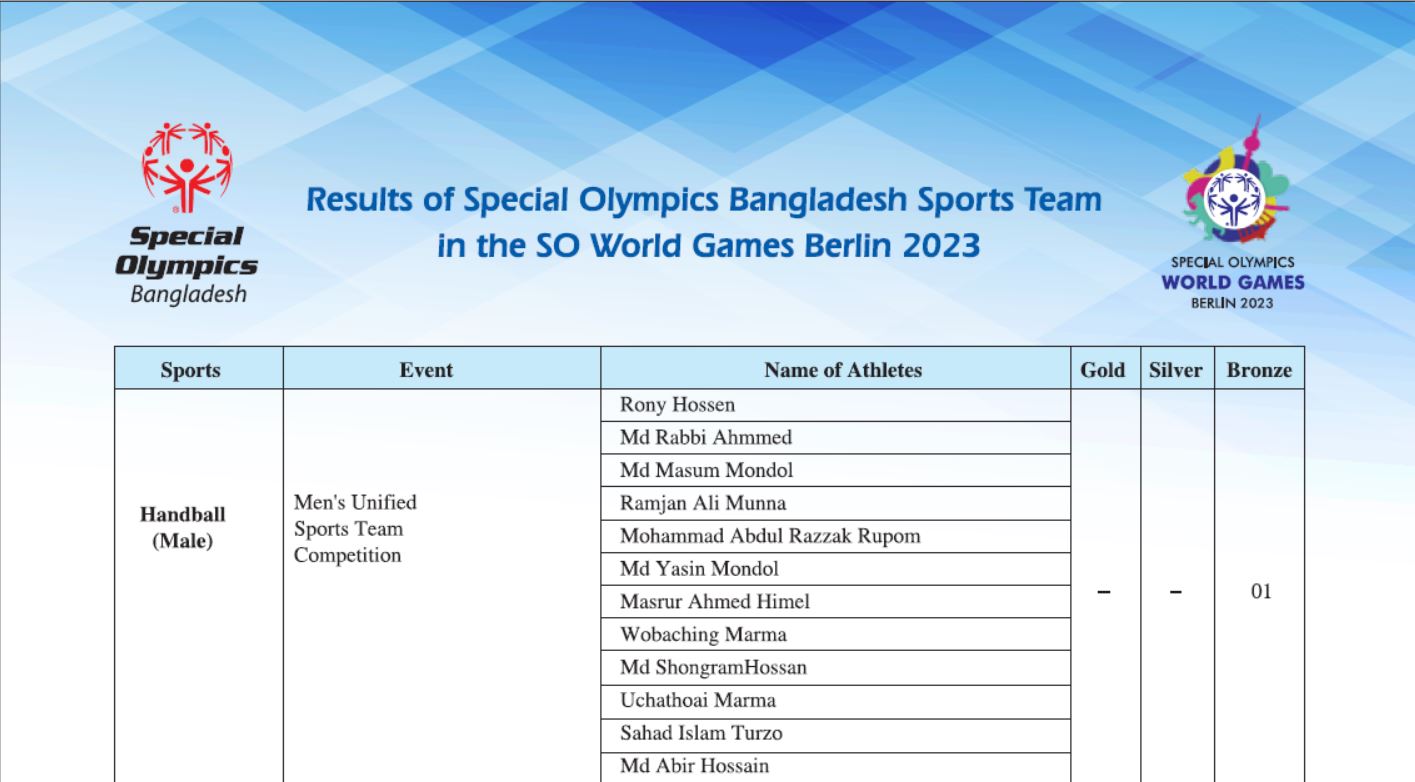 Results of Special Olympics Bangladesh Sports Team
in the SO World Games Berlin 2023
Special
Olympics
Bangladesh
SPECIAL OLYMPICS
WORLD GAMES
BERLIN 2023
Sports Event Name of Athletes Gold Silver Bronze
Handball
(Male)
Men's Unified
Sports Team
Competition
Rony Hossen
Md Rabbi Ahmmed
Md Masum Mondol
Ramjan Ali Munna
Mohammad Abdul Razzak Rupom
Md Yasin Mondol
Masrur Ahmed Himel
Wobaching Marma
Md ShongramHossan
Uchathoai Marma
Sahad Islam Turzo
Md Abir Hossain
– – 01